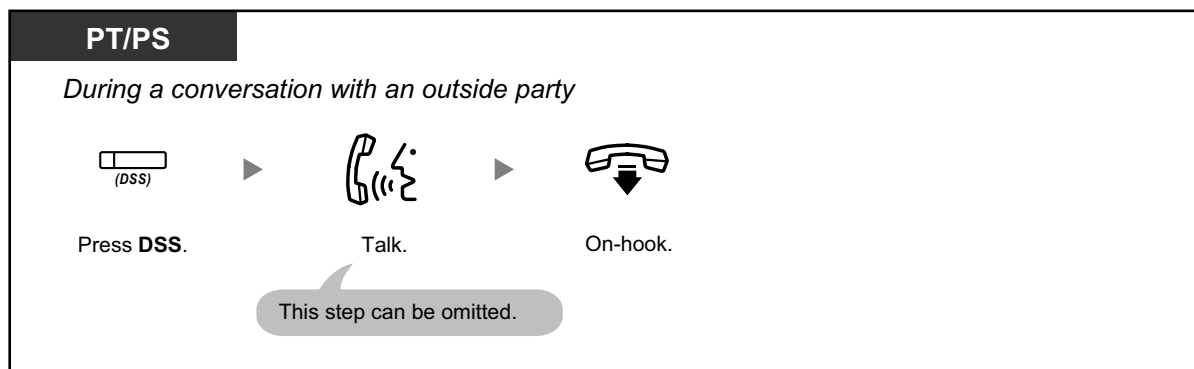 PT/PS
During a conversation with an outside party
(DSS)
Press DSS.
Talk.
On-hook.
This step can be omitted.